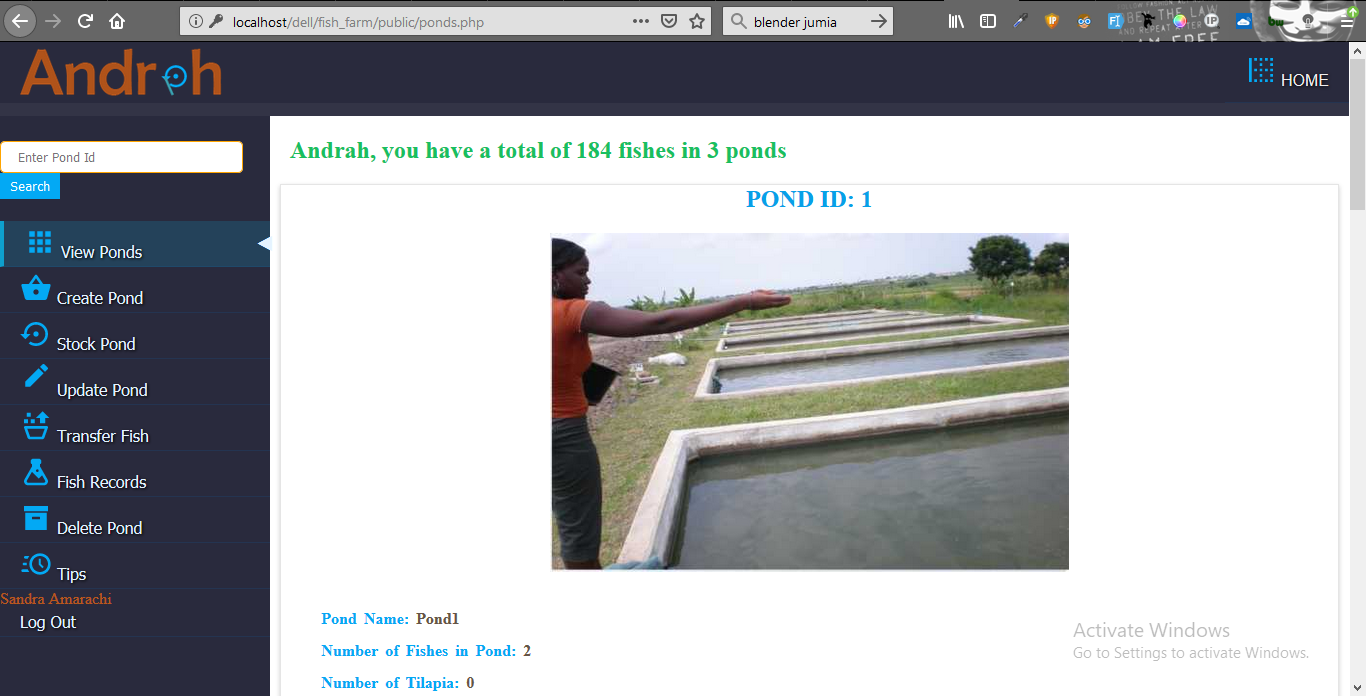 localhost/dell/fish_farm/public/ponds.php
blender jumia
Andrah
HOME
Enter Pond Id
Search
View Ponds
Create Pond
Stock Pond
Update Pond
Transfer Fish
Fish Records
Delete Pond
Tips
Sandra Amarachi
Log Out
Andrah, you have a total of 184 fishes in 3 ponds
POND ID: 1
Pond Name: Pond1
Number of Fishes in Pond: 2
Number of Tilapia: 0
Activate Windows
Go to Settings to activate Windows.